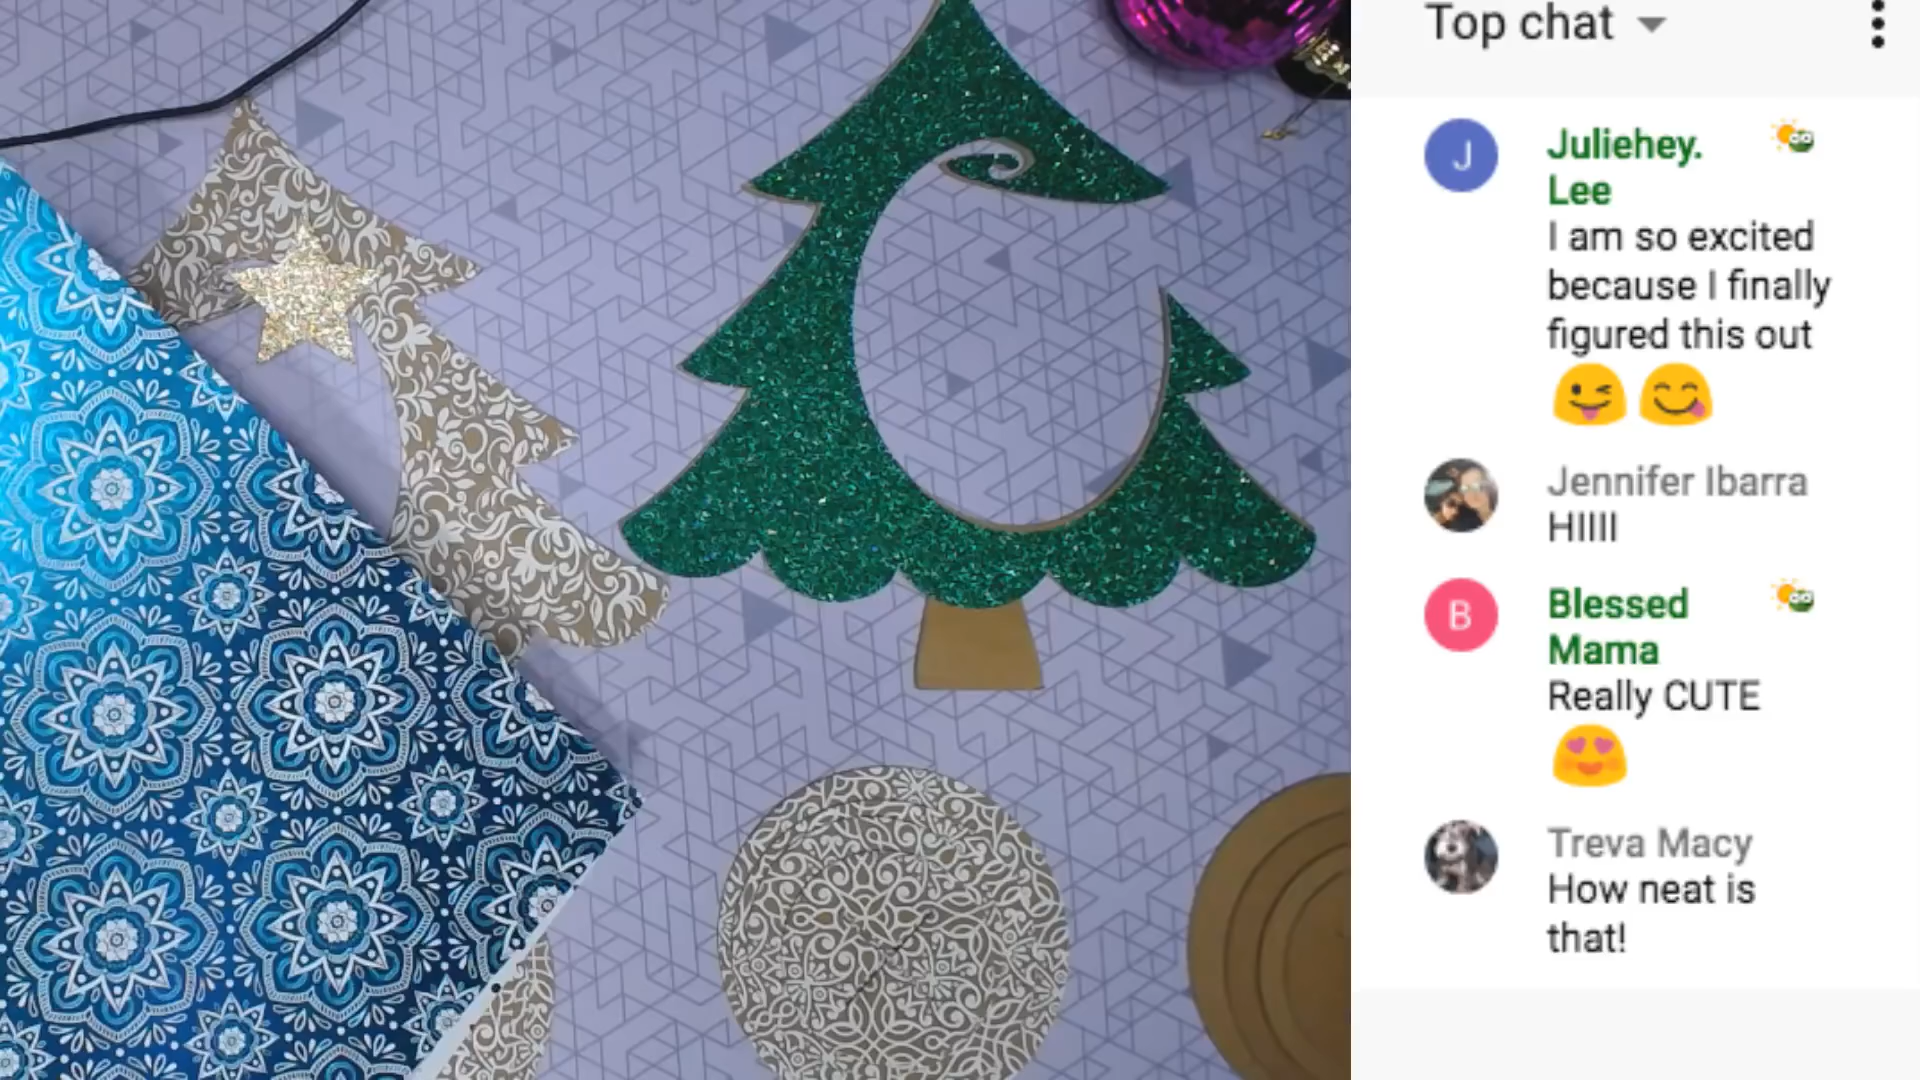 Top chat
J
Juliehey.
Lee
I am so excited
because I finally
figured this out
Jennifer Ibarra
HIIII
B
Blessed
Mama
Really CUTE
Treva Macy
How neat is
that!